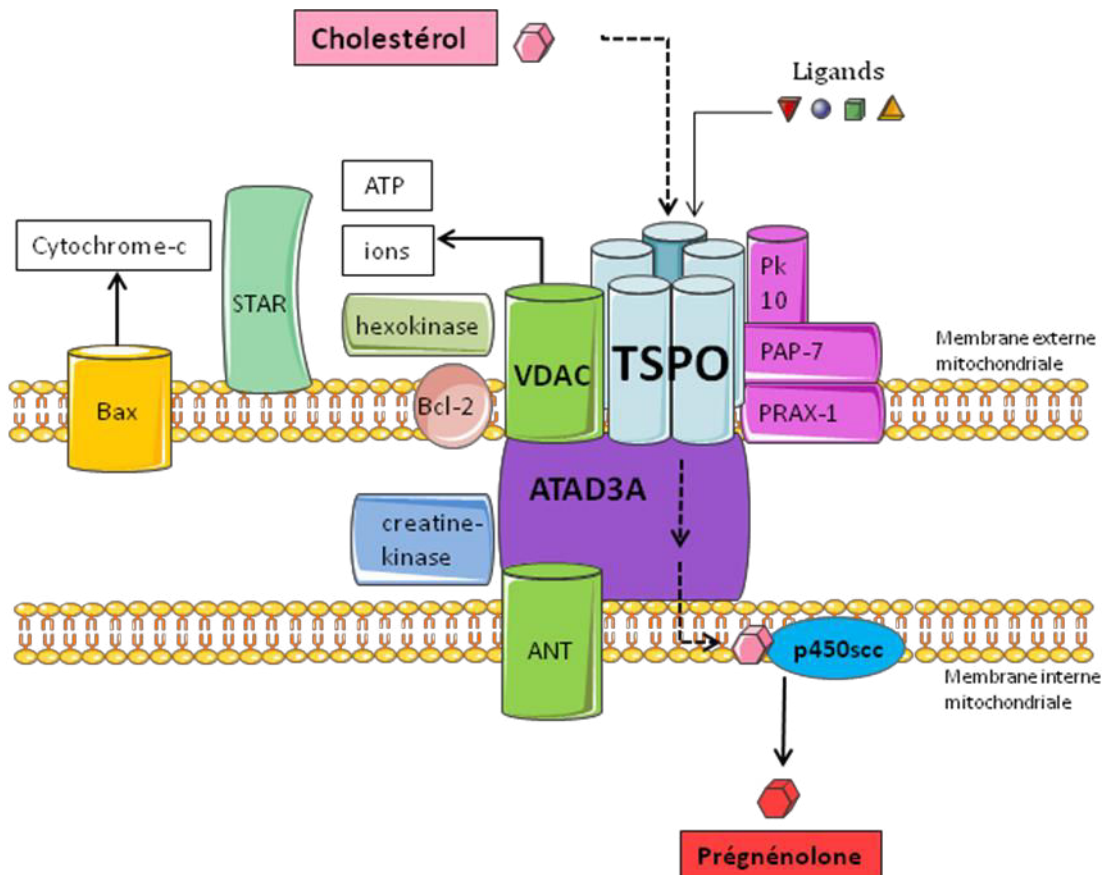 Cholestérol
Ligands
ATP
Cytochrome-c
ions
STAR
Pk
10
hexokinase
VDAC
TSPO
PAP-7
Membrane externe
mitochondriale
Bax
Bcl-2
PRAX-1
ATAD3A
creatine-
kinase
ANT
p450scc
Membrane interne
mitochondriale
Prégnénolone